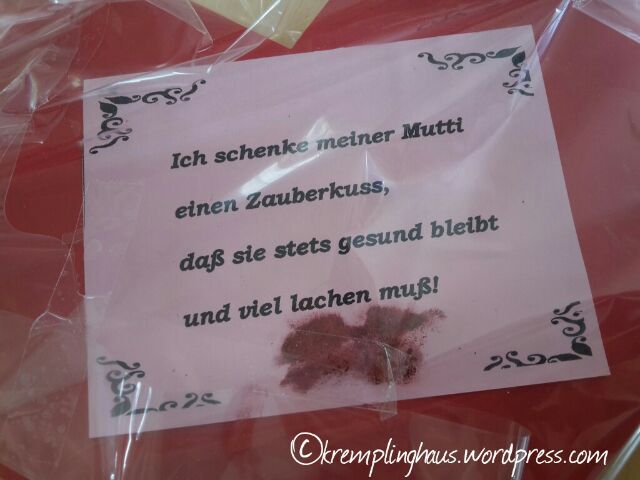 Ich schenke meiner Mutti
einen Zauberkuss,
daß sie stets gesund bleibt
und viel lachen muß!
©kremplinghaus.wordpress.com